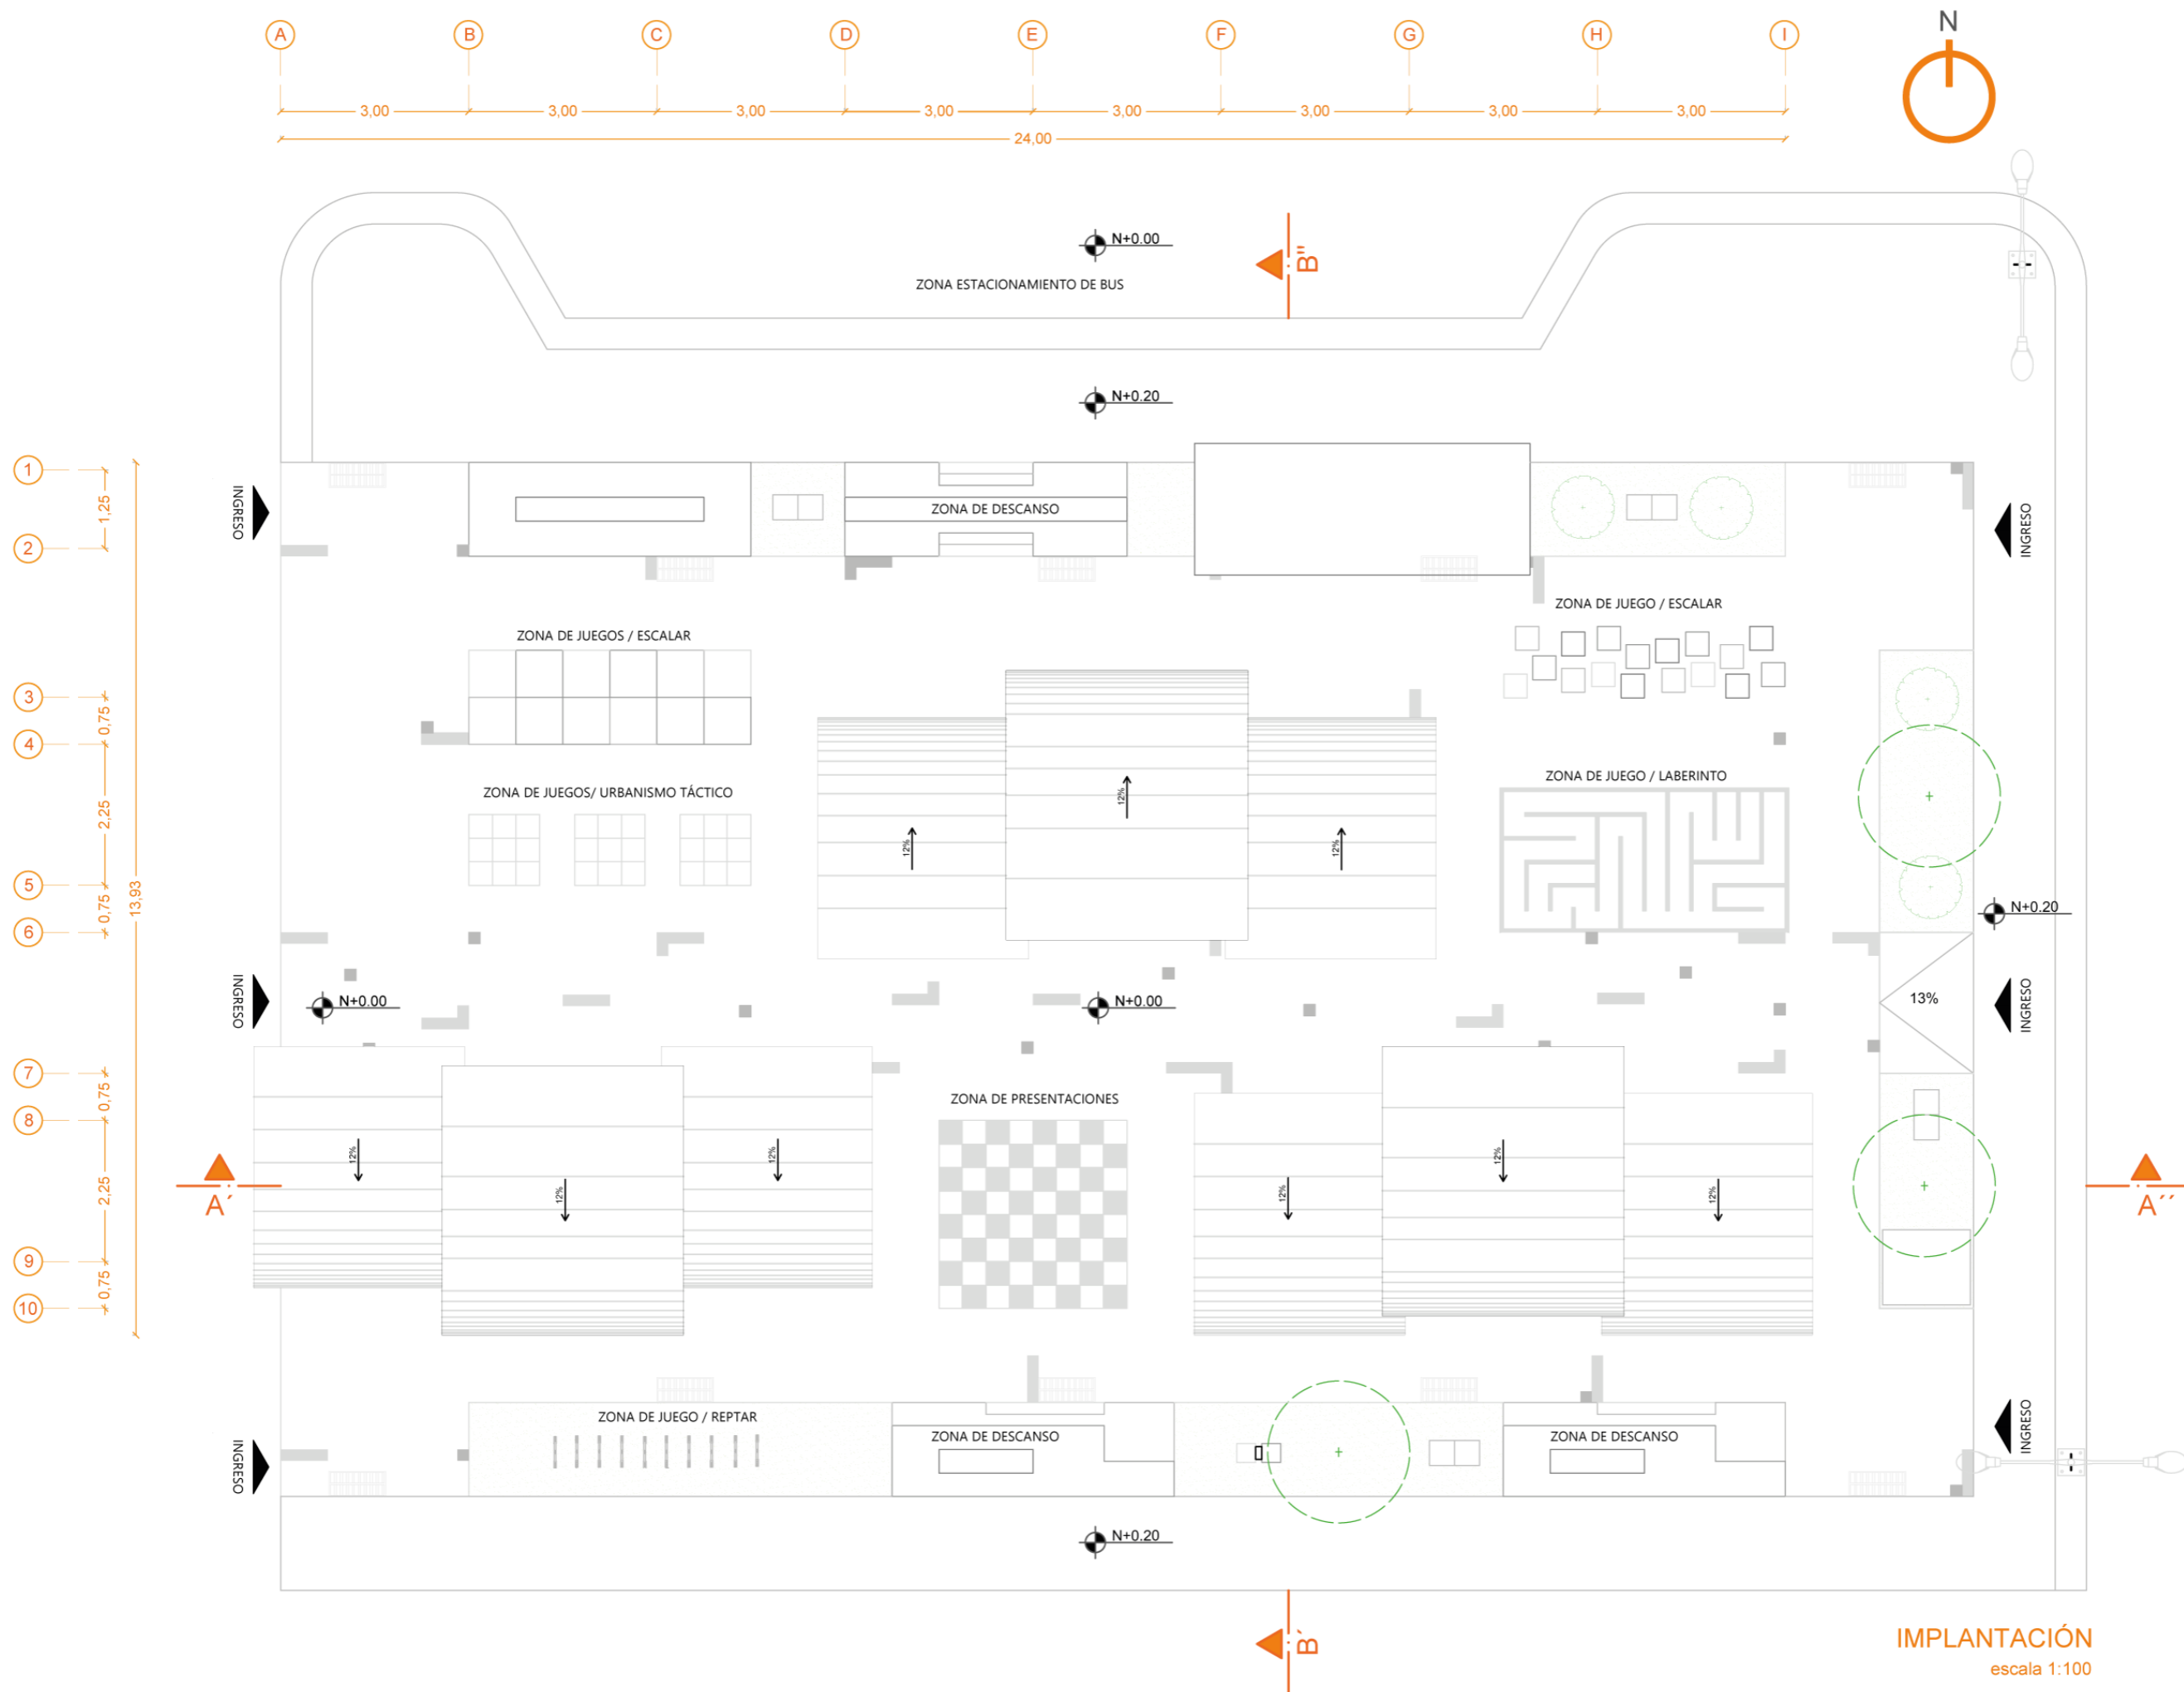 A B C D E F G H I
N
3,00 3,00 3,00 3,00 3,00 3,00 3,00 3,00
24,00
N+0.00
B''
ZONA ESTACIONAMIENTO DE BUS
N+0.20
1
INGRESO
1,25
ZONA DE DESCANSO
INGRESO
2
ZONA DE JUEGO / ESCALAR
ZONA DE JUEGOS / ESCALAR
3
0,75
4
ZONA DE JUEGO / LABERINTO
ZONA DE JUEGOS/ URBANISMO TÁCTICO
12%
2,25
12%
12%
5
13,93
0,75
N+0.20
6
INGRESO
N+0.00
N+0.00
13%
INGRESO
7
0,75
ZONA DE PRESENTACIONES
8
12%
12%
12%
12%
12%
12%
2,25
A´
A´´
9
0,75
10
ZONA DE JUEGO / REPTAR
INGRESO
ZONA DE DESCANSO
ZONA DE DESCANSO
INGRESO
N+0.20
B'
IMPLANTACIÓN
escala 1:100